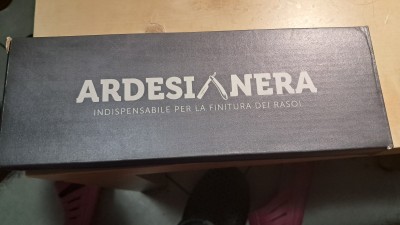 ARDESIANERA
INDISPENSABILE PER LA FINITURA DEI RASOI